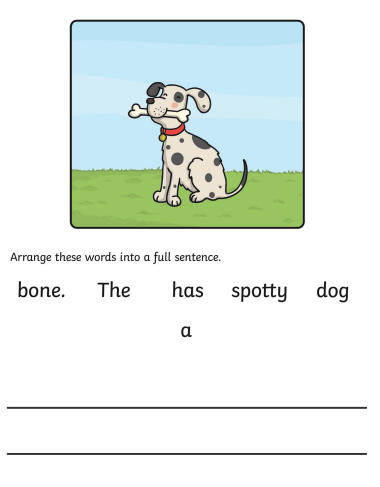 Arrange these words into a full sentence.
bone. The has spotty dog
a